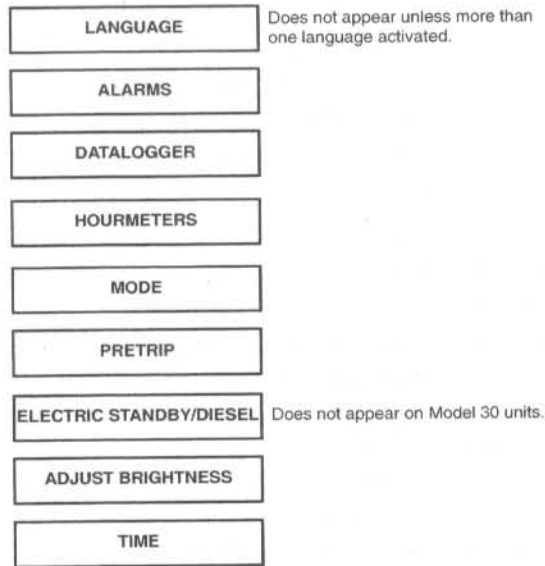 LANGUAGE
Does not appear unless more than
one language activated.
ALARMS
DATALOGGER
HOURMETERS
MODE
PRETRIP
ELECTRIC STANDBY/DIESEL
Does not appear on Model 30 units.
ADJUST BRIGHTNESS
TIME